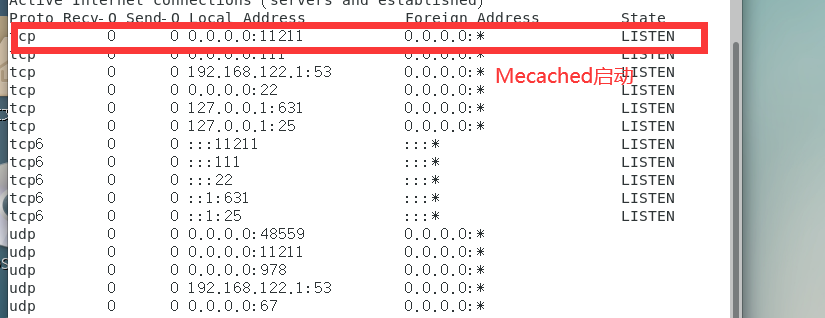 Active Internet connections (servers and established)
Proto Recv-Q Send-Q Local Address Foreign Address State
tcp 0 0 0.0.0.0:11211 0.0.0.0:* LISTEN
tcp 0 0 0.0.0.0:111 0.0.0.0:* LISTEN
tcp 0 0 192.168.122.1:53 0.0.0.0:* LISTEN
Mecached启动
tcp 0 0 0.0.0.0:22 0.0.0.0:* LISTEN
tcp 0 0 127.0.0.1:631 0.0.0.0:* LISTEN
tcp 0 0 127.0.0.1:25 0.0.0.0:* LISTEN
tcp6 0 0 :::11211 :::* LISTEN
tcp6 0 0 :::111 :::* LISTEN
tcp6 0 0 :::22 :::* LISTEN
tcp6 0 0 ::1:631 :::* LISTEN
tcp6 0 0 ::1:25 :::* LISTEN
udp 0 0 0.0.0.0:48559 0.0.0.0:*
udp 0 0 0.0.0.0:11211 0.0.0.0:*
udp 0 0 0.0.0.0:978 0.0.0.0:*
udp 0 0 192.168.122.1:53 0.0.0.0:*
udp 0 0 0.0.0.0:67 0.0.0.0:*